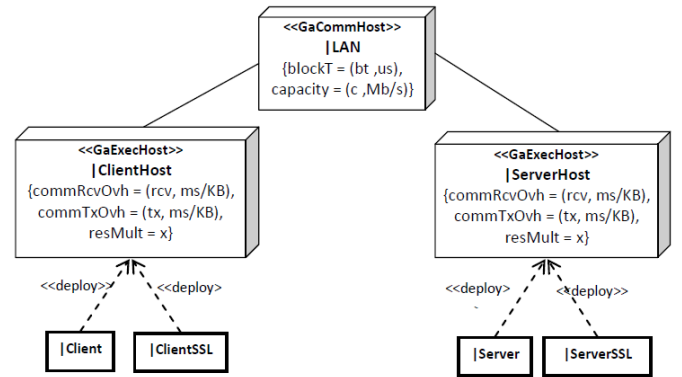 <<GaCommHost>>
|LAN
{blockT = (bt ,us),
capacity = (c ,Mb/s)}
<<GaExecHost>>
|ClientHost
{commRcvOvh = (rcv, ms/KB),
commTxOvh = (tx, ms/KB),
resMult = x}
<<GaExecHost>>
|ServerHost
{commRcvOvh = (rcv, ms/KB),
commTxOvh = (tx, ms/KB),
resMult = x}
<<deploy>>
<<deploy>
<<deploy>
<<deploy>>
|Client
|ClientSSL
|Server
|ServerSSL